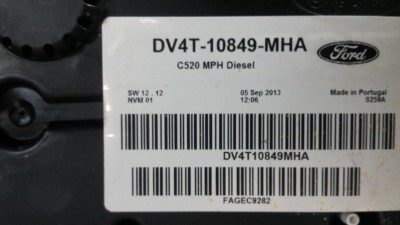 DV4T-10849-MHA
Ford
C520 MPH Diesel
SW 12 . 12 05 Sep 2013 Made in Portugal
NVM 01 12:06 0258A
DV4T10849MHA
FAGEC9282